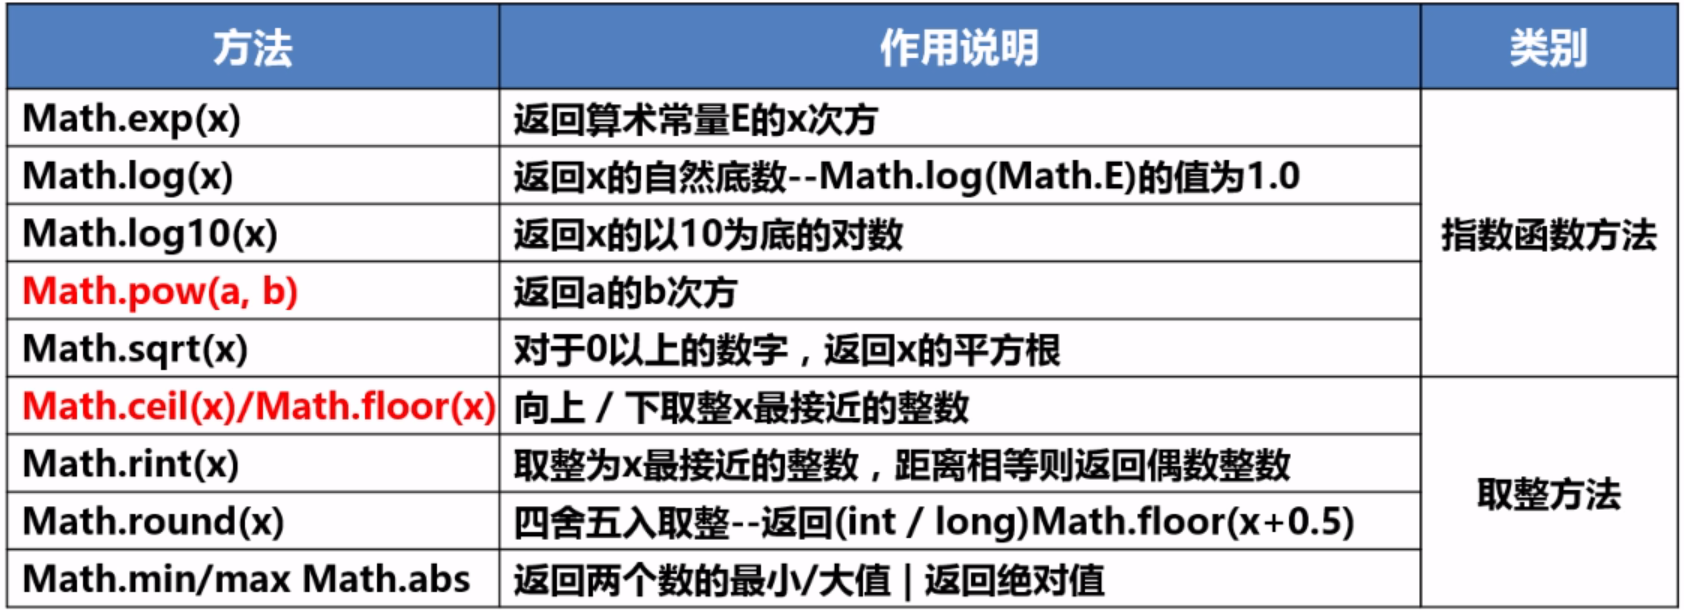 方法 作用说明 类别
Math.exp(x) 返回算术常量E的x次方
Math.log(x) 返回x的自然底数--Math.log(Math.E)的值为1.0
Math.log10(x) 返回x的以10为底的对数 指数函数方法
Math.pow(a, b) 返回a的b次方
Math.sqrt(x) 对于0以上的数字，返回x的平方根
Math.ceil(x)/Math.floor(x) 向上 / 下取整x最接近的整数
Math.rint(x) 取整为x最接近的整数，距离相等则返回偶数整数
取整方法
Math.round(x) 四舍五入取整--返回(int / long)Math.floor(x+0.5)
Math.min/max Math.abs 返回两个数的最小/大值 | 返回绝对值